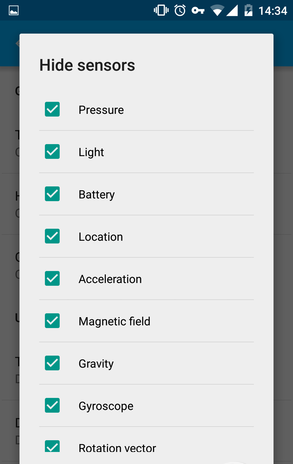 14:34
Hide sensors
Pressure
Light
Battery
Location
Acceleration
Magnetic field
Gravity
Gyroscope
Rotation vector